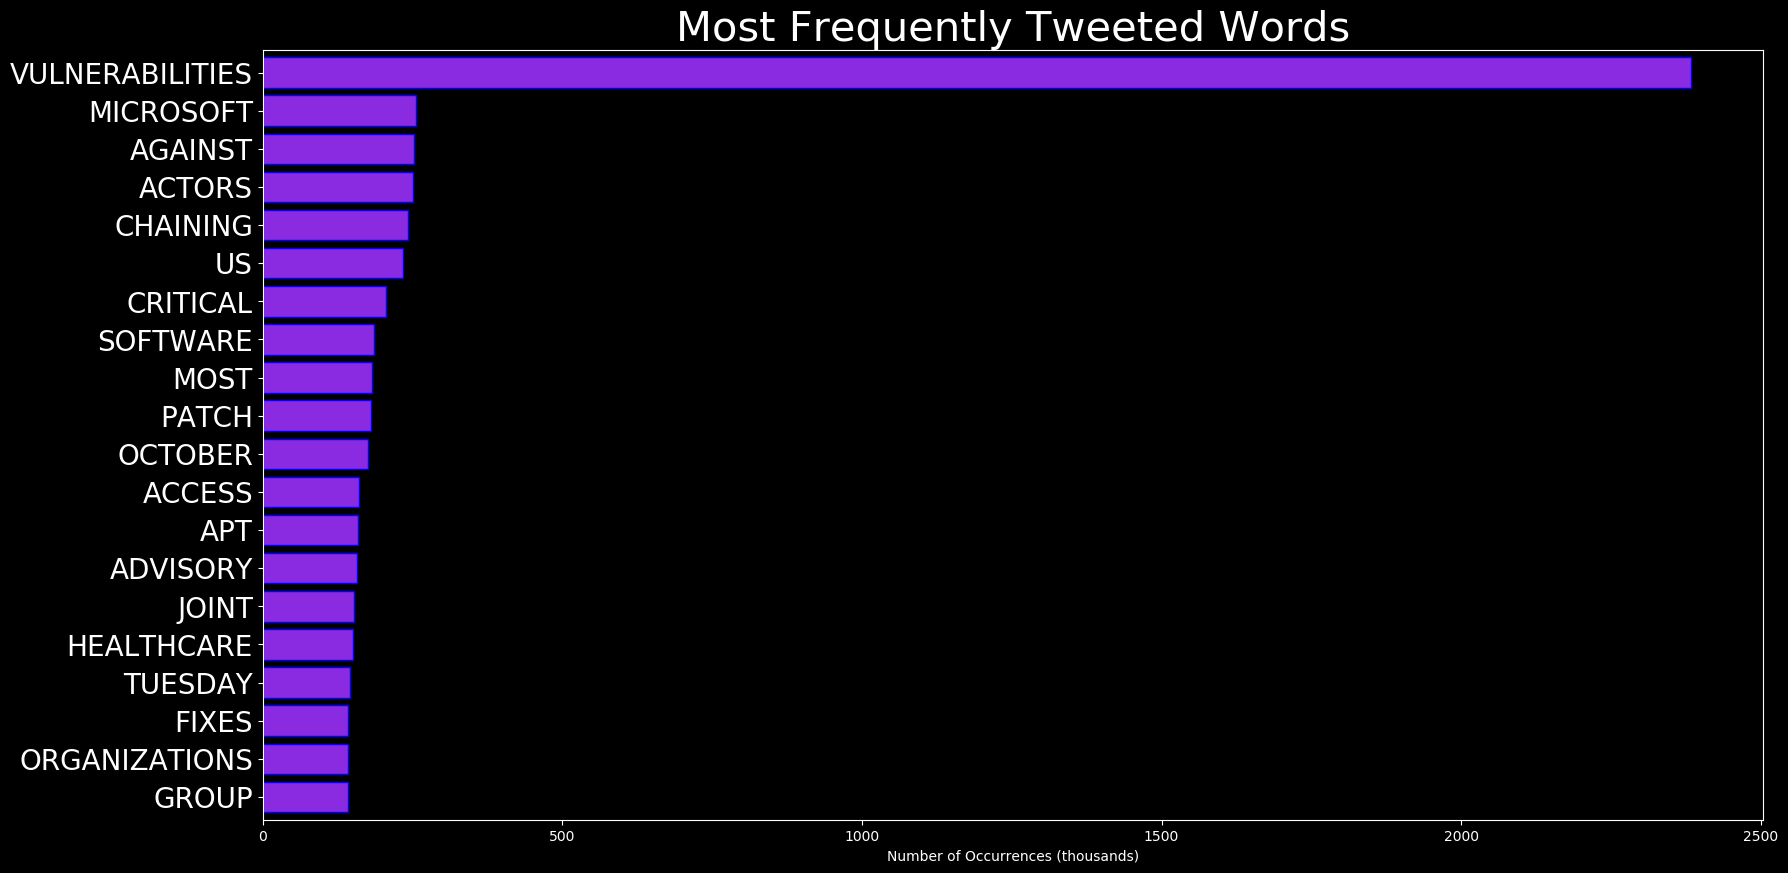 Most Frequently Tweeted Words
VULNERABILITIES
MICROSOFT
AGAINST
ACTORS
CHAINING
US
CRITICAL
SOFTWARE
MOST
PATCH
OCTOBER
ACCESS
APT
ADVISORY
JOINT
HEALTHCARE
TUESDAY
FIXES
ORGANIZATIONS
GROUP
0 500 1000 1500 2000 2500
Number of Occurrences (thousands)